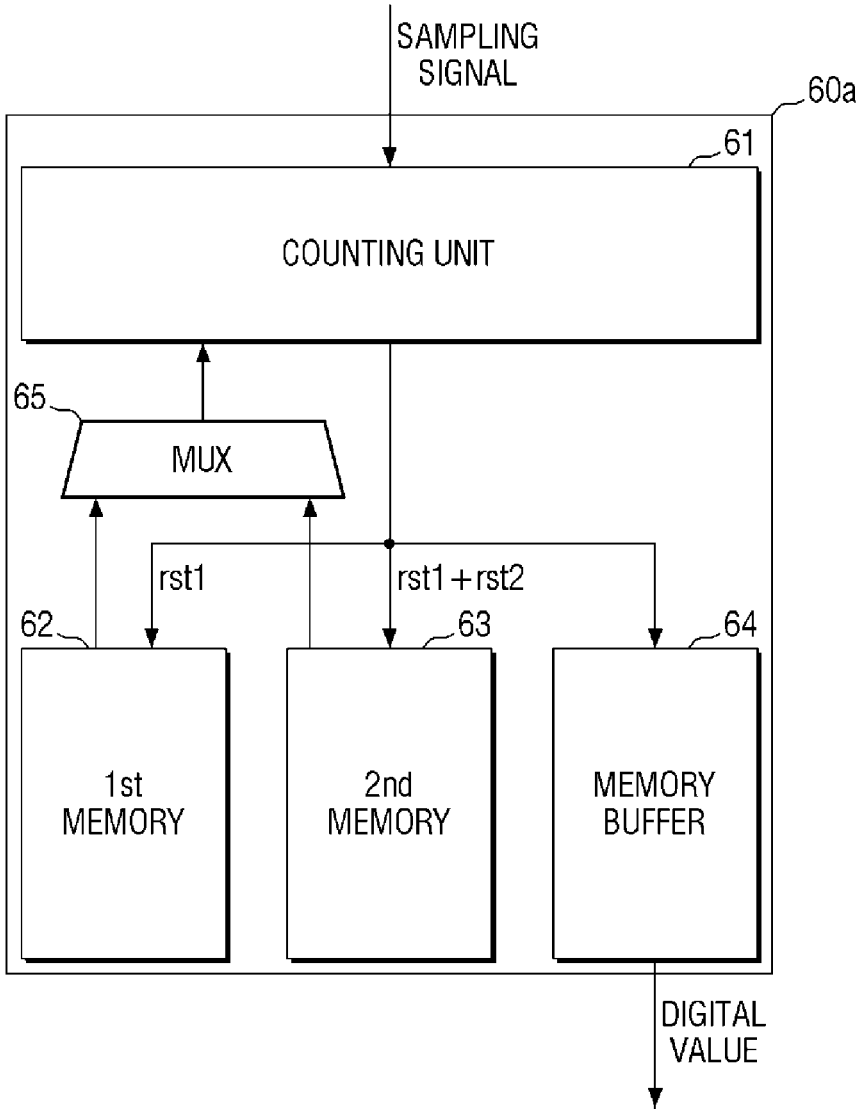 SAMPLING
SIGNAL
60a
61
COUNTING UNIT
65
MUX
rst1
rst1+rst2
62
63
64
1st
MEMORY
2nd
MEMORY
MEMORY
BUFFER
DIGITAL
VALUE